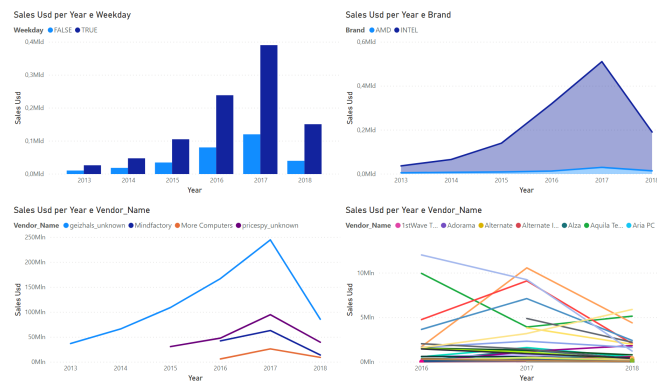 Sales Usd per Year e Weekday
Weekday FALSE TRUE
0,4Mld
0,3Mld
0,2Mld
0,1Mld
0,0Mld
Sales Usd
2013 2014 2015 2016 2017 2018
Year
Sales Usd per Year e Brand
Brand AMD INTEL
0,6Mld
0,4Mld
0,2Mld
0,0Mld
Sales Usd
2013 2014 2015 2016 2017 2018
Year
Sales Usd per Year e Vendor_Name
Vendor_Name geizhals_unknown Mindfactory More Computers pricespy_unknown
250Mln
200Mln
150Mln
100Mln
50Mln
0Mln
Sales Usd
2013 2014 2015 2016 2017 2018
Year
Sales Usd per Year e Vendor_Name
Vendor_Name 1stWave T... Adorama Alternate Alternate I... Alza Aquila Te... Aria PC
10Mln
5Mln
0Mln
Sales Usd
2016 2017 2018
Year